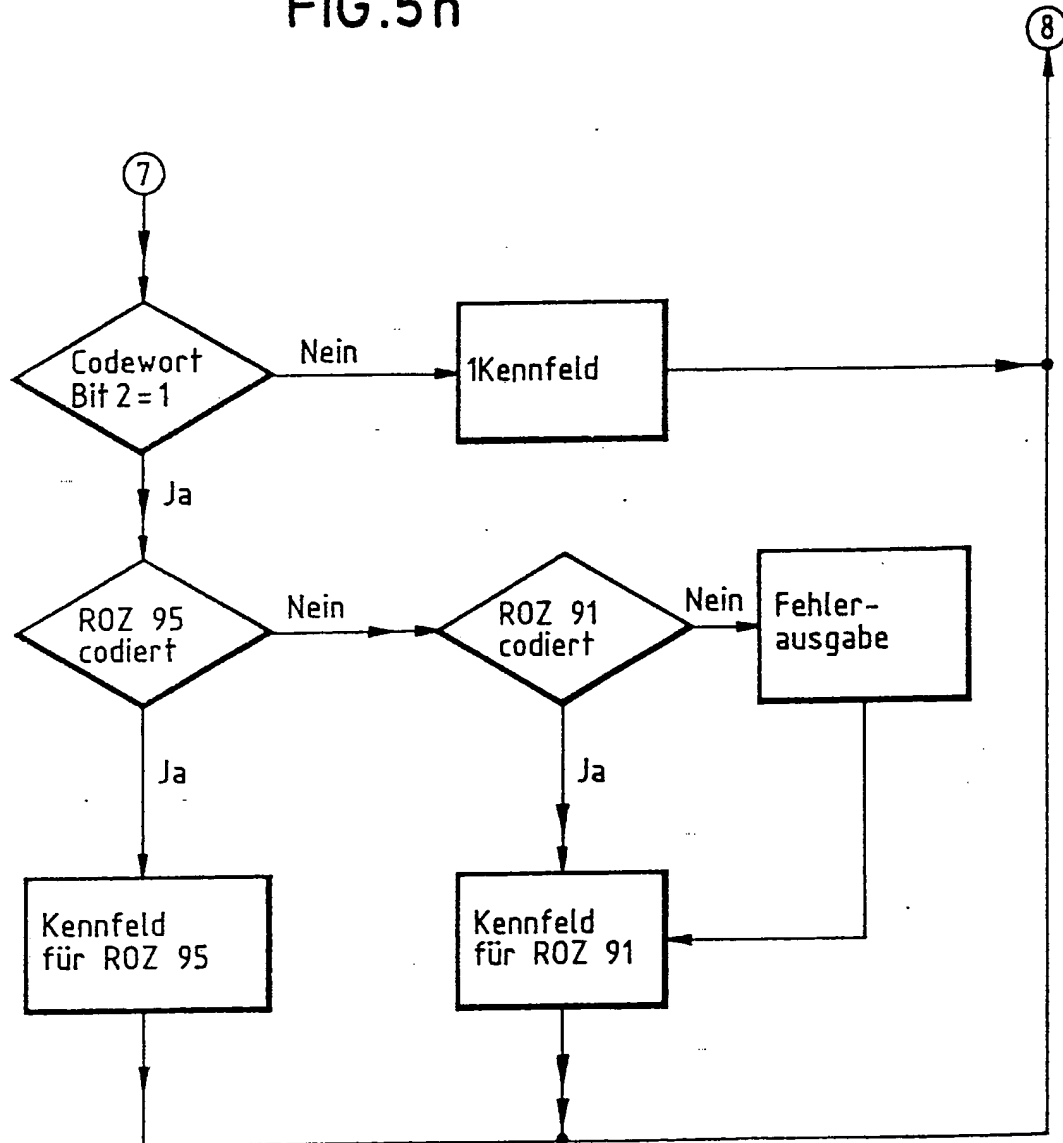 FIG.5h
8
7
Codewort
Bit 2=1
Nein
1Kennfeld
Ja
ROZ 95
codiert
Nein
ROZ 91
codiert
Nein
Fehler-
ausgabe
Ja
Ja
Kennfeld
für ROZ 95
Kennfeld
für ROZ 91